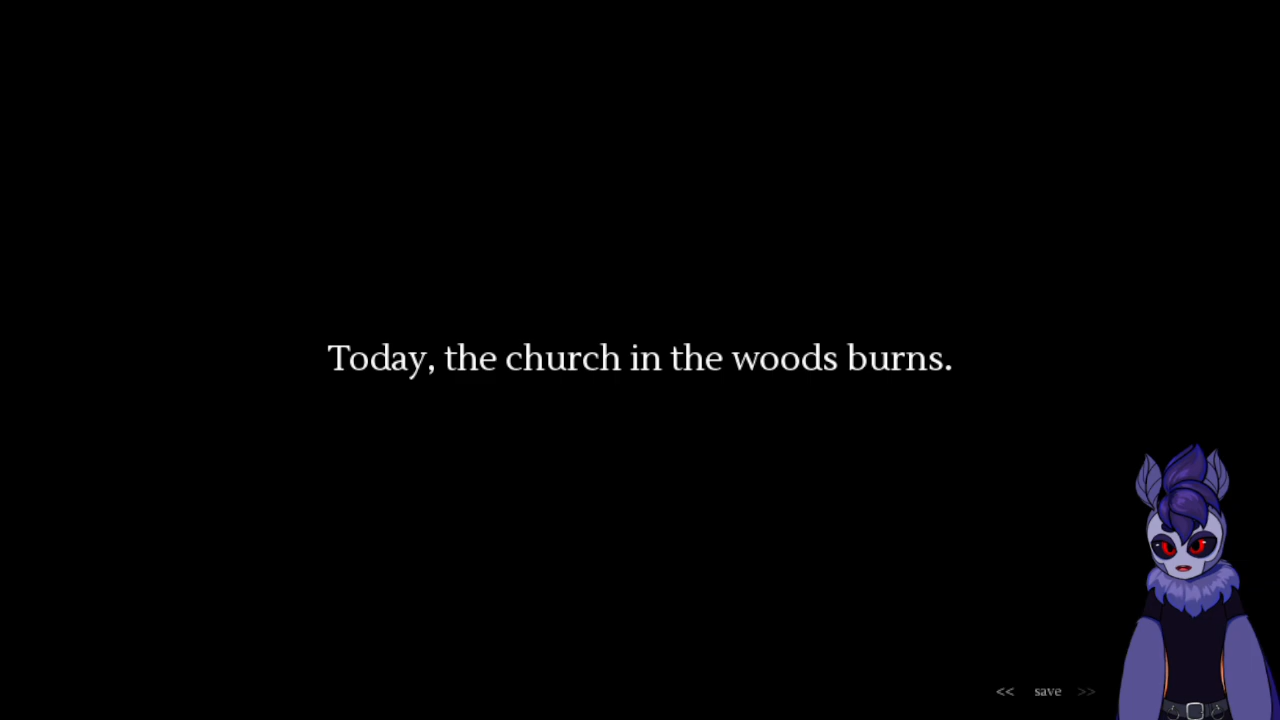 Today, the church in the woods burns.
<< save >>